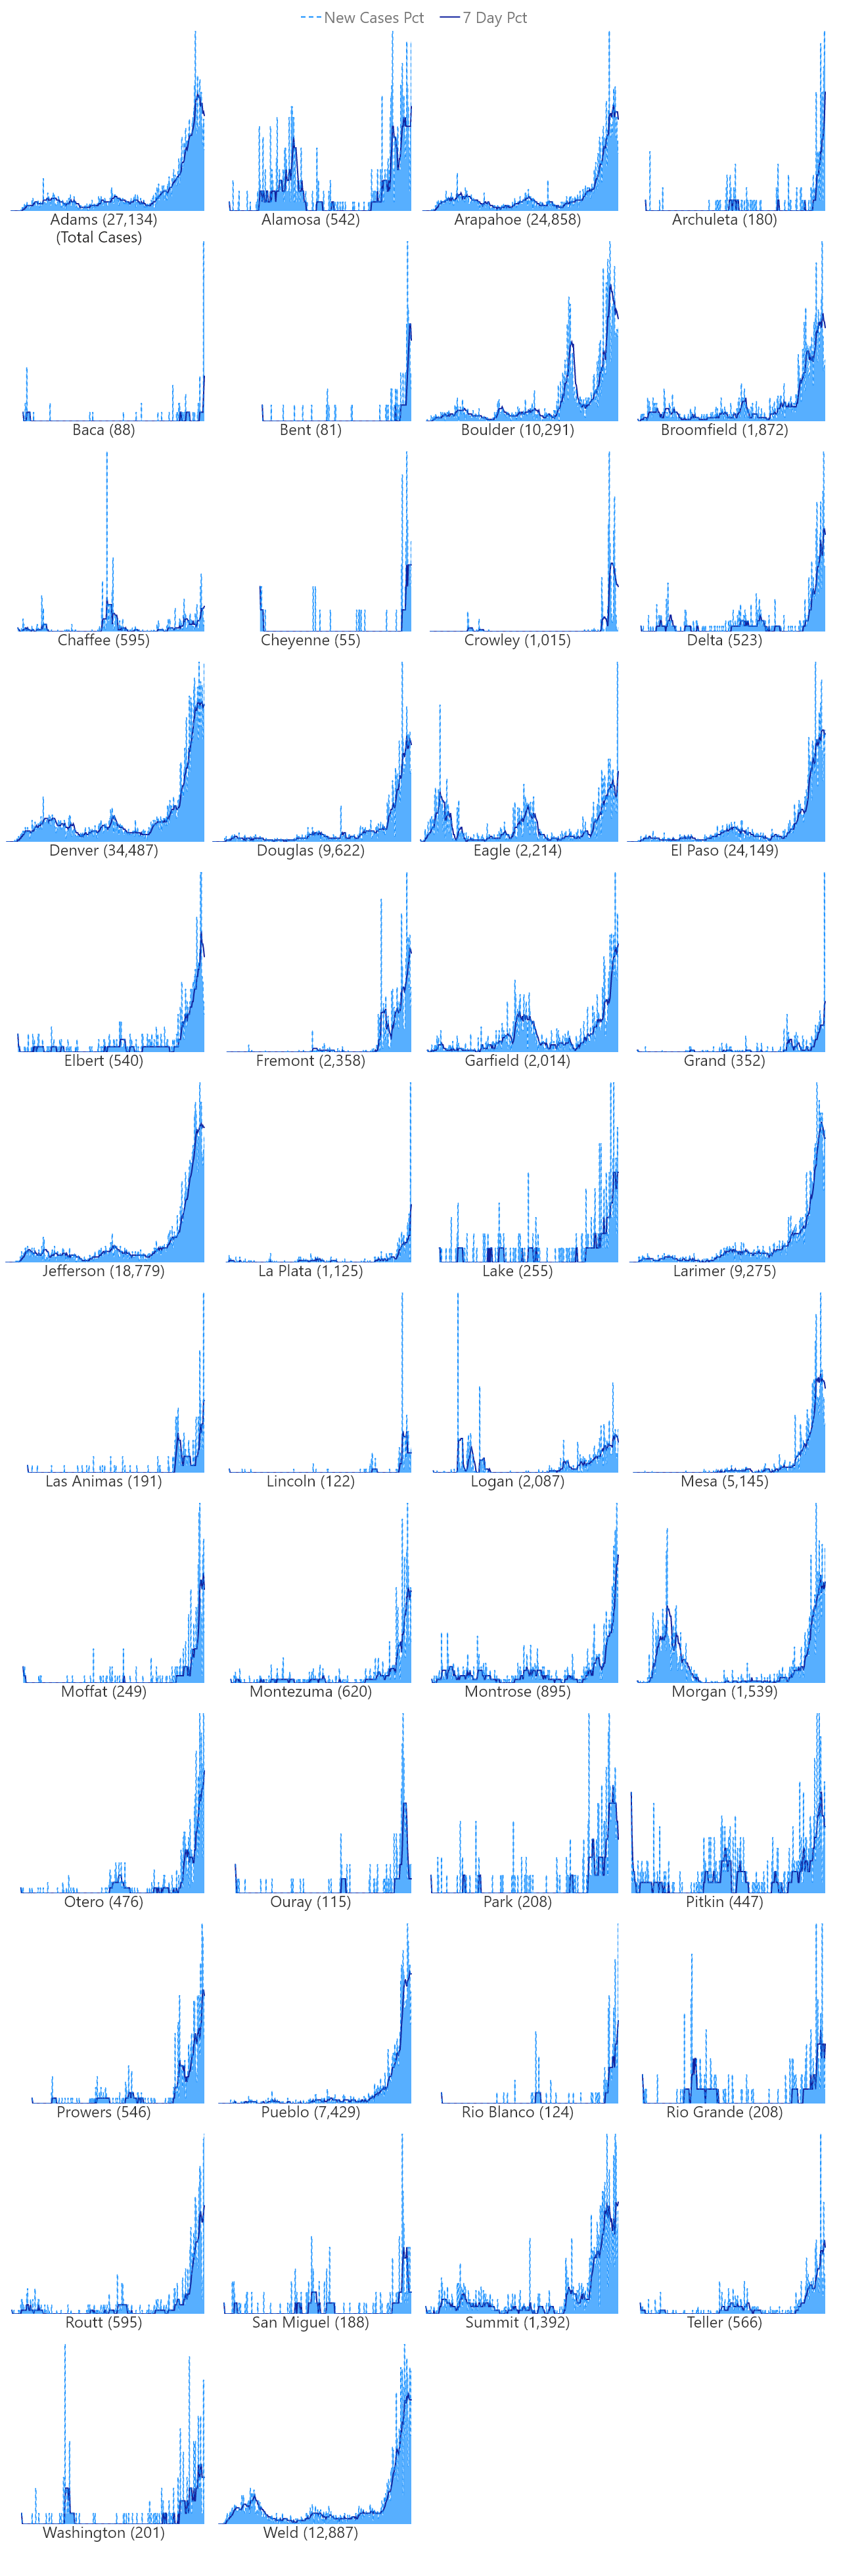 New Cases Pct 7 Day Pct
Adams (27,134) Alamosa (542) Arapahoe (24,858) Archuleta (180)
(Total Cases)
Baca (88) Bent (81) Boulder (10,291) Broomfield (1,872)
Chaffee (595) Cheyenne (55) Crowley (1,015) Delta (523)
Denver (34,487) Douglas (9,622) Eagle (2,214) El Paso (24,149)
Elbert (540) Fremont (2,358) Garfield (2,014) Grand (352)
Jefferson (18,779) La Plata (1,125) Lake (255) Larimer (9,275)
Las Animas (191) Lincoln (122) Logan (2,087) Mesa (5,145)
Moffat (249) Montezuma (620) Montrose (895) Morgan (1,539)
Otero (476) Ouray (115) Park (208) Pitkin (447)
Prowers (546) Pueblo (7,429) Rio Blanco (124) Rio Grande (208)
Routt (595) San Miguel (188) Summit (1,392) Teller (566)
Washington (201) Weld (12,887)